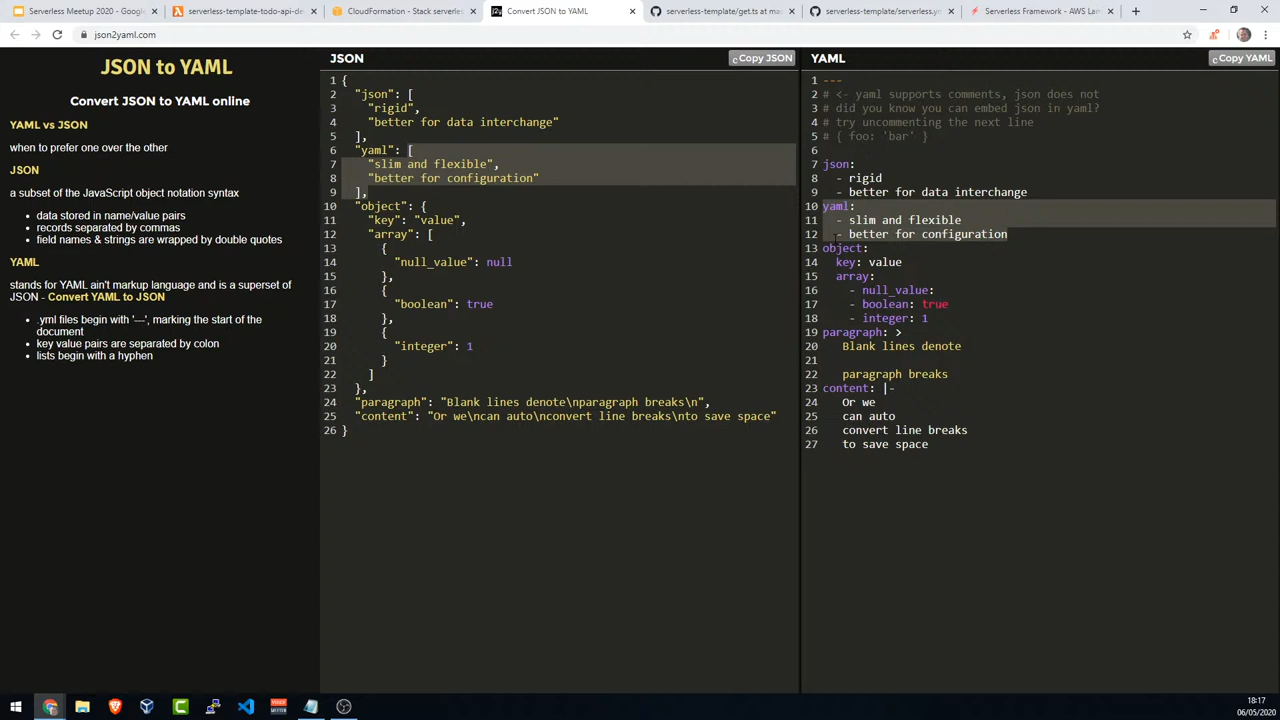 Serverless Meetup 2020 - Google
serverless-template-todo-api-de
CloudFormation - Stack serverles
Convert JSON to YAML
serverless-template/get.ts at mas
serverless-template/serverless.ym
Serverless Framework - AWS Lam
json2yaml.com
JSON to YAML
Convert JSON to YAML online
YAML vs JSON
when to prefer one over the other
JSON
a subset of the JavaScript object notation syntax
• data stored in name/value pairs
• records separated by commas
• field names & strings are wrapped by double quotes
YAML
stands for YAML ain't markup language and is a superset of
JSON - Convert YAML to JSON
• .yml files begin with '---', marking the start of the
document
• key value pairs are separated by colon
• lists begin with a hyphen
JSON
Copy JSON
1 {
2 "json": [
3 "rigid",
4 "better for data interchange"
5 ],
6 "yaml": [
7 "slim and flexible",
8 "better for configuration"
9 ],
10 "object": {
11 "key": "value",
12 "array": [
13 {
14 "null_value": null
15 },
16 {
17 "boolean": true
18 },
19 {
20 "integer": 1
21 }
22 ]
23 },
24 "paragraph": "Blank lines denote\nparagraph breaks\n",
25 "content": "Or we\ncan auto\nconvert line breaks\nto save space"
26 }
YAML
Copy YAML
1 ---
2 # <- yaml supports comments, json does not
3 # did you know you can embed json in yaml?
4 # try uncommenting the next line
5 # { foo: 'bar' }
6
7 json:
8 - rigid
9 - better for data interchange
10 yaml:
11 - slim and flexible
12 - better for configuration
13 object:
14 key: value
15 array:
16 - null_value:
17 - boolean: true
18 - integer: 1
19 paragraph: >
20 Blank lines denote
21
22 paragraph breaks
23 content: |-
24 Or we
25 can auto
26 convert line breaks
27 to save space
18:17
06/05/2020